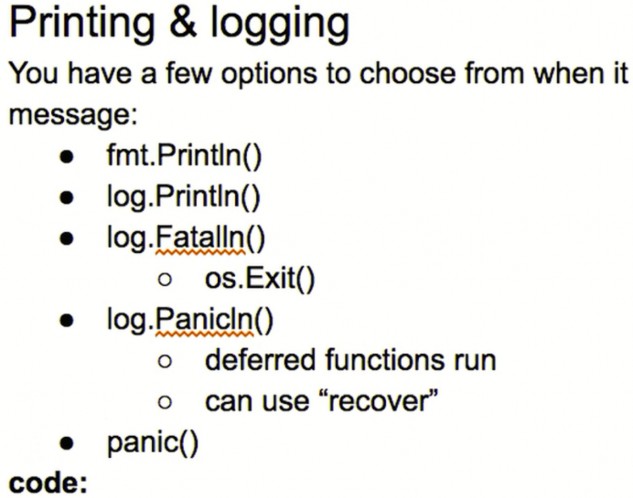 Printing & logging
You have a few options to choose from when it
message:
● fmt.Println()
● log.Println()
● log.Fatalln()
○ os.Exit()
● log.Panicln()
○ deferred functions run
○ can use “recover”
● panic()
code: